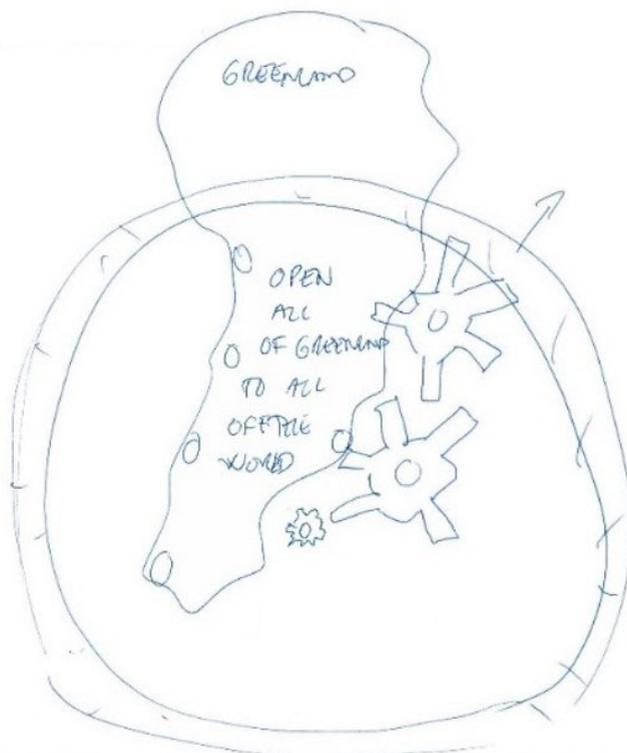 GREENLAND
OPEN
ALL
OF GREENLAND
TO ALL
OF THE
WORLD